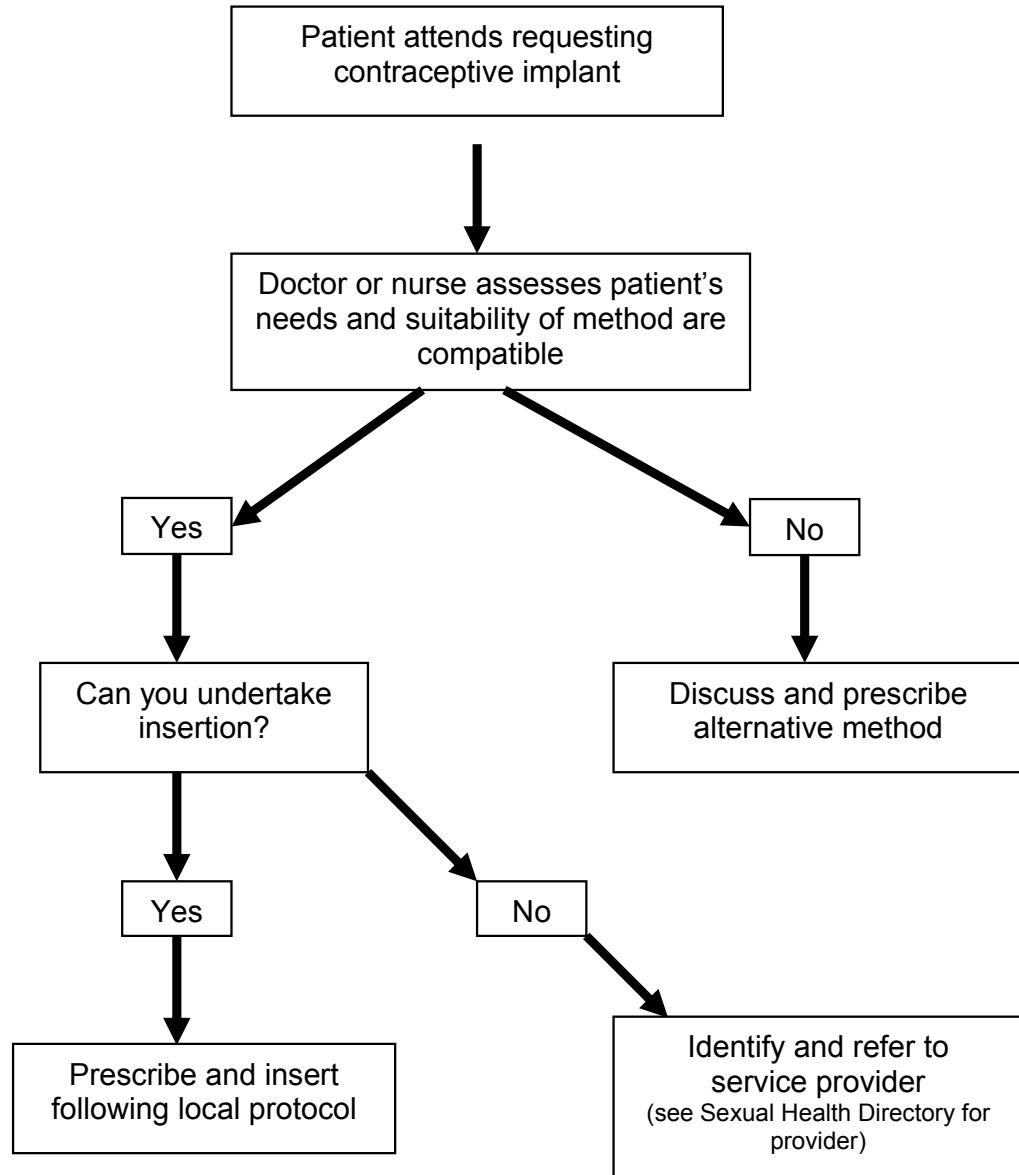 Patient attends requesting
contraceptive implant
Doctor or nurse assesses patient’s
needs and suitability of method are
compatible
Yes
No
Can you undertake
insertion?
Discuss and prescribe
alternative method
Yes
No
Prescribe and insert
following local protocol
Identify and refer to
service provider
(see Sexual Health Directory for
provider)